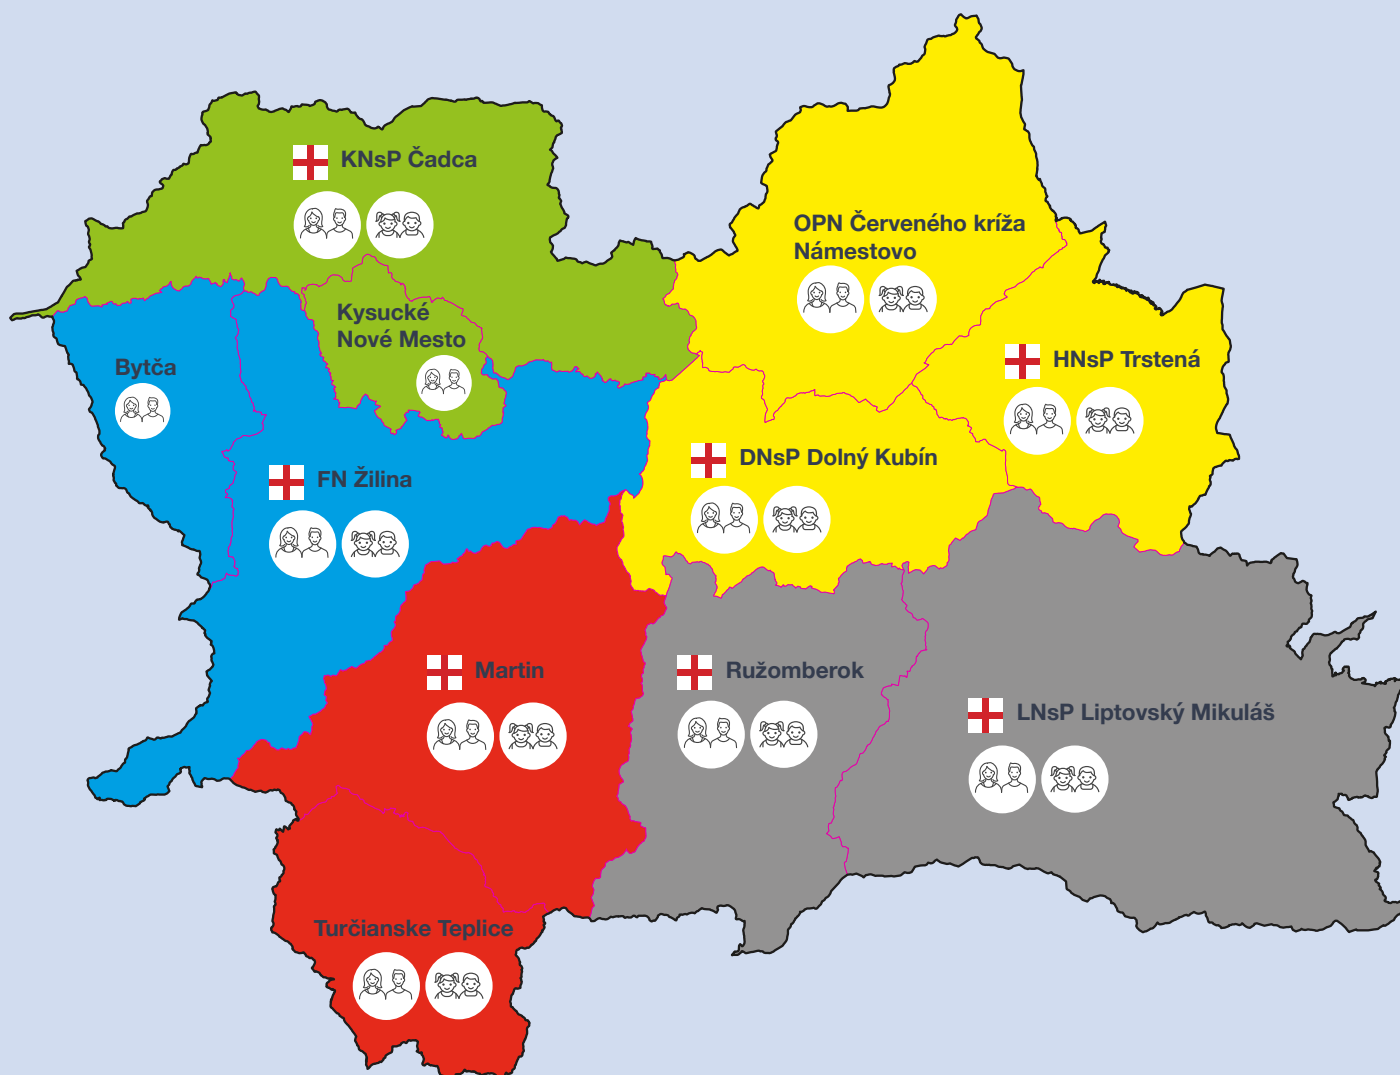 KNsP Čadca
OPN Červeného kríža
Námestovo
Kysucké
Nové Mesto
Bytča
HNsP Trstená
DNsP Dolný Kubín
FN Žilina
Martin
Ružomberok
LNsP Liptovský Mikuláš
Turčianske Teplice